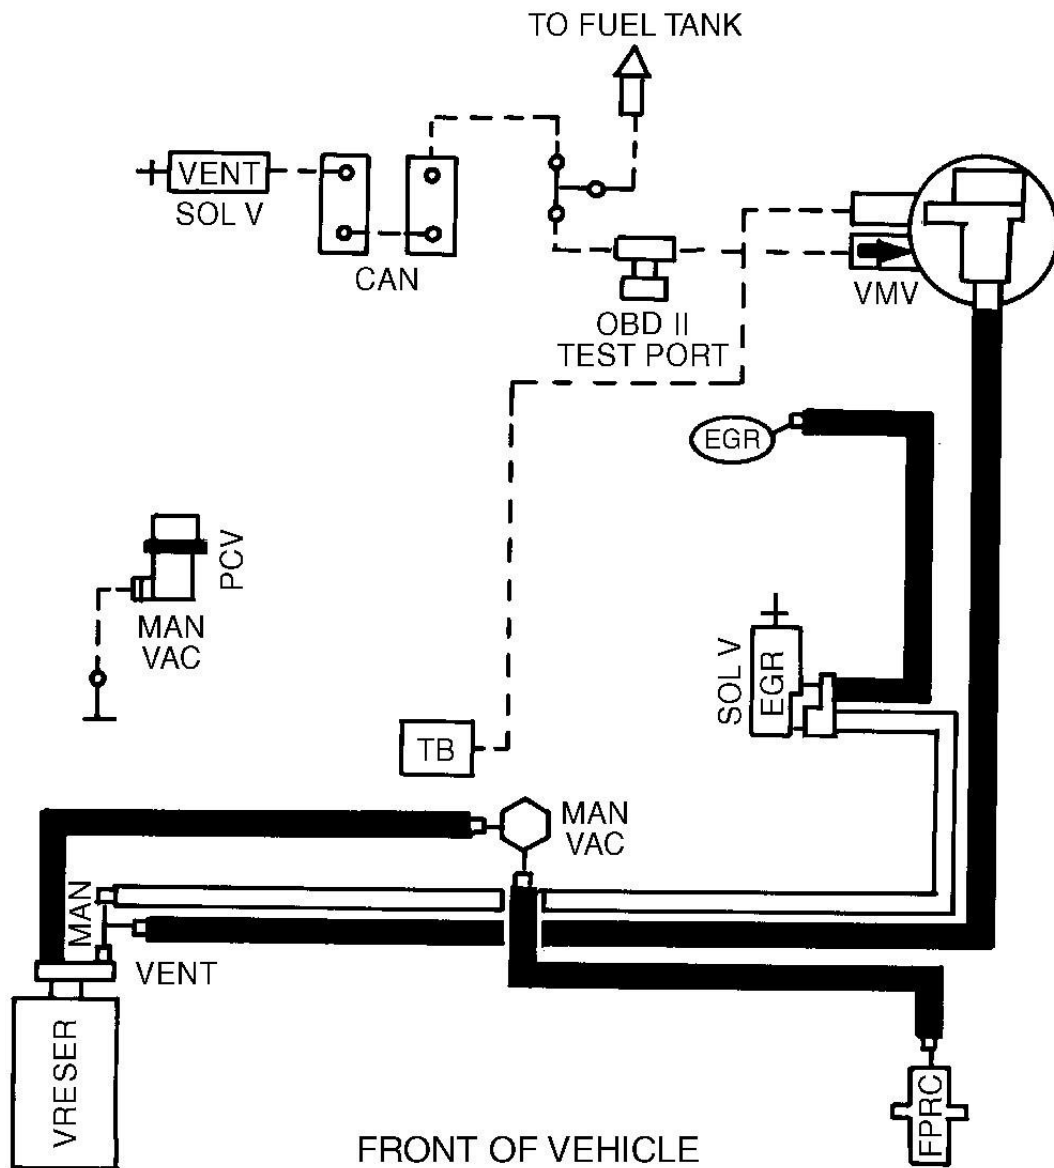 TO FUEL TANK
VENT
SOL V
CAN
VMV
OBD II
TEST PORT
EGR
PCV
MAN
VAC
SOL V
EGR
TB
MAN
VAC
MAN
VENT
VRESER
FPRC
FRONT OF VEHICLE